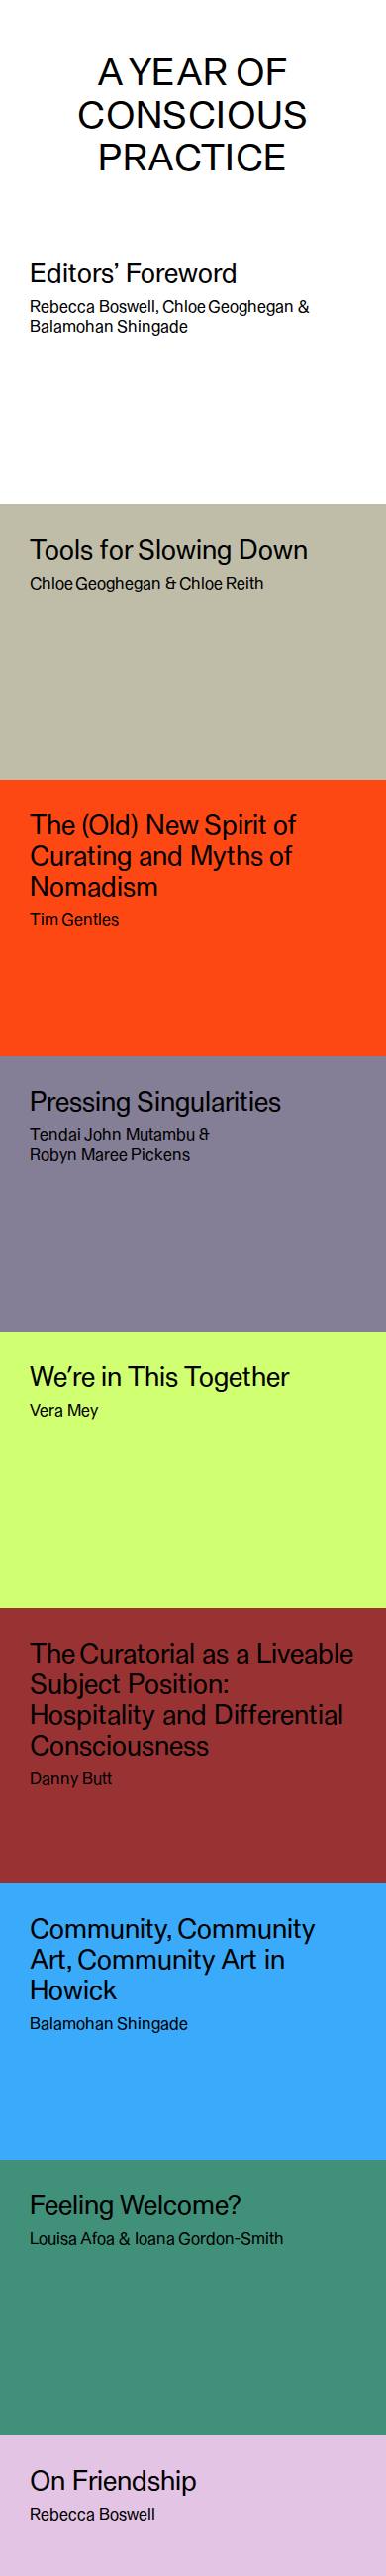 A YEAR OF
CONSCIOUS
PRACTICE
Editors’ Foreword
Rebecca Boswell, Chloe Geoghegan &
Balamohan Shingade
Tools for Slowing Down
Chloe Geoghegan & Chloe Reith
The (Old) New Spirit of
Curating and Myths of
Nomadism
Tim Gentles
Pressing Singularities
Tendai John Mutambu &
Robyn Maree Pickens
We’re in This Together
Vera Mey
The Curatorial as a Liveable
Subject Position:
Hospitality and Differential
Consciousness
Danny Butt
Community, Community
Art, Community Art in
Howick
Balamohan Shingade
Feeling Welcome?
Louisa Afoa & Ioana Gordon-Smith
On Friendship
Rebecca Boswell